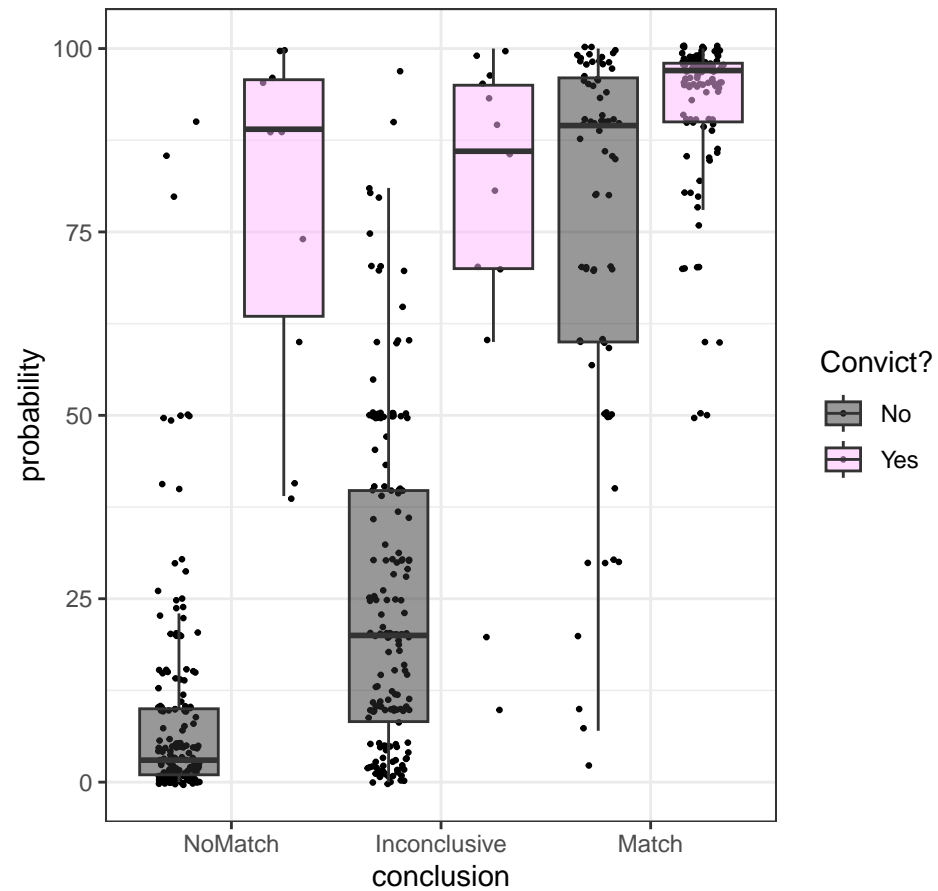 100
75
50
25
0
probability
NoMatch
Inconclusive
Match
conclusion
Convict?
No
Yes